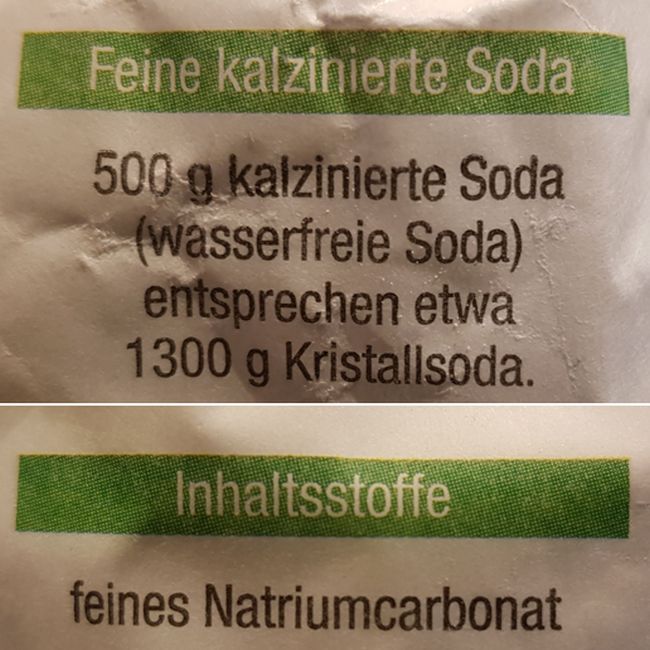 Feine kalzinierte Soda
500 g kalzinierte Soda
(wasserfreie Soda)
entsprechen etwa
1300 g Kristallsoda.
Inhaltsstoffe
feines Natriumcarbonat